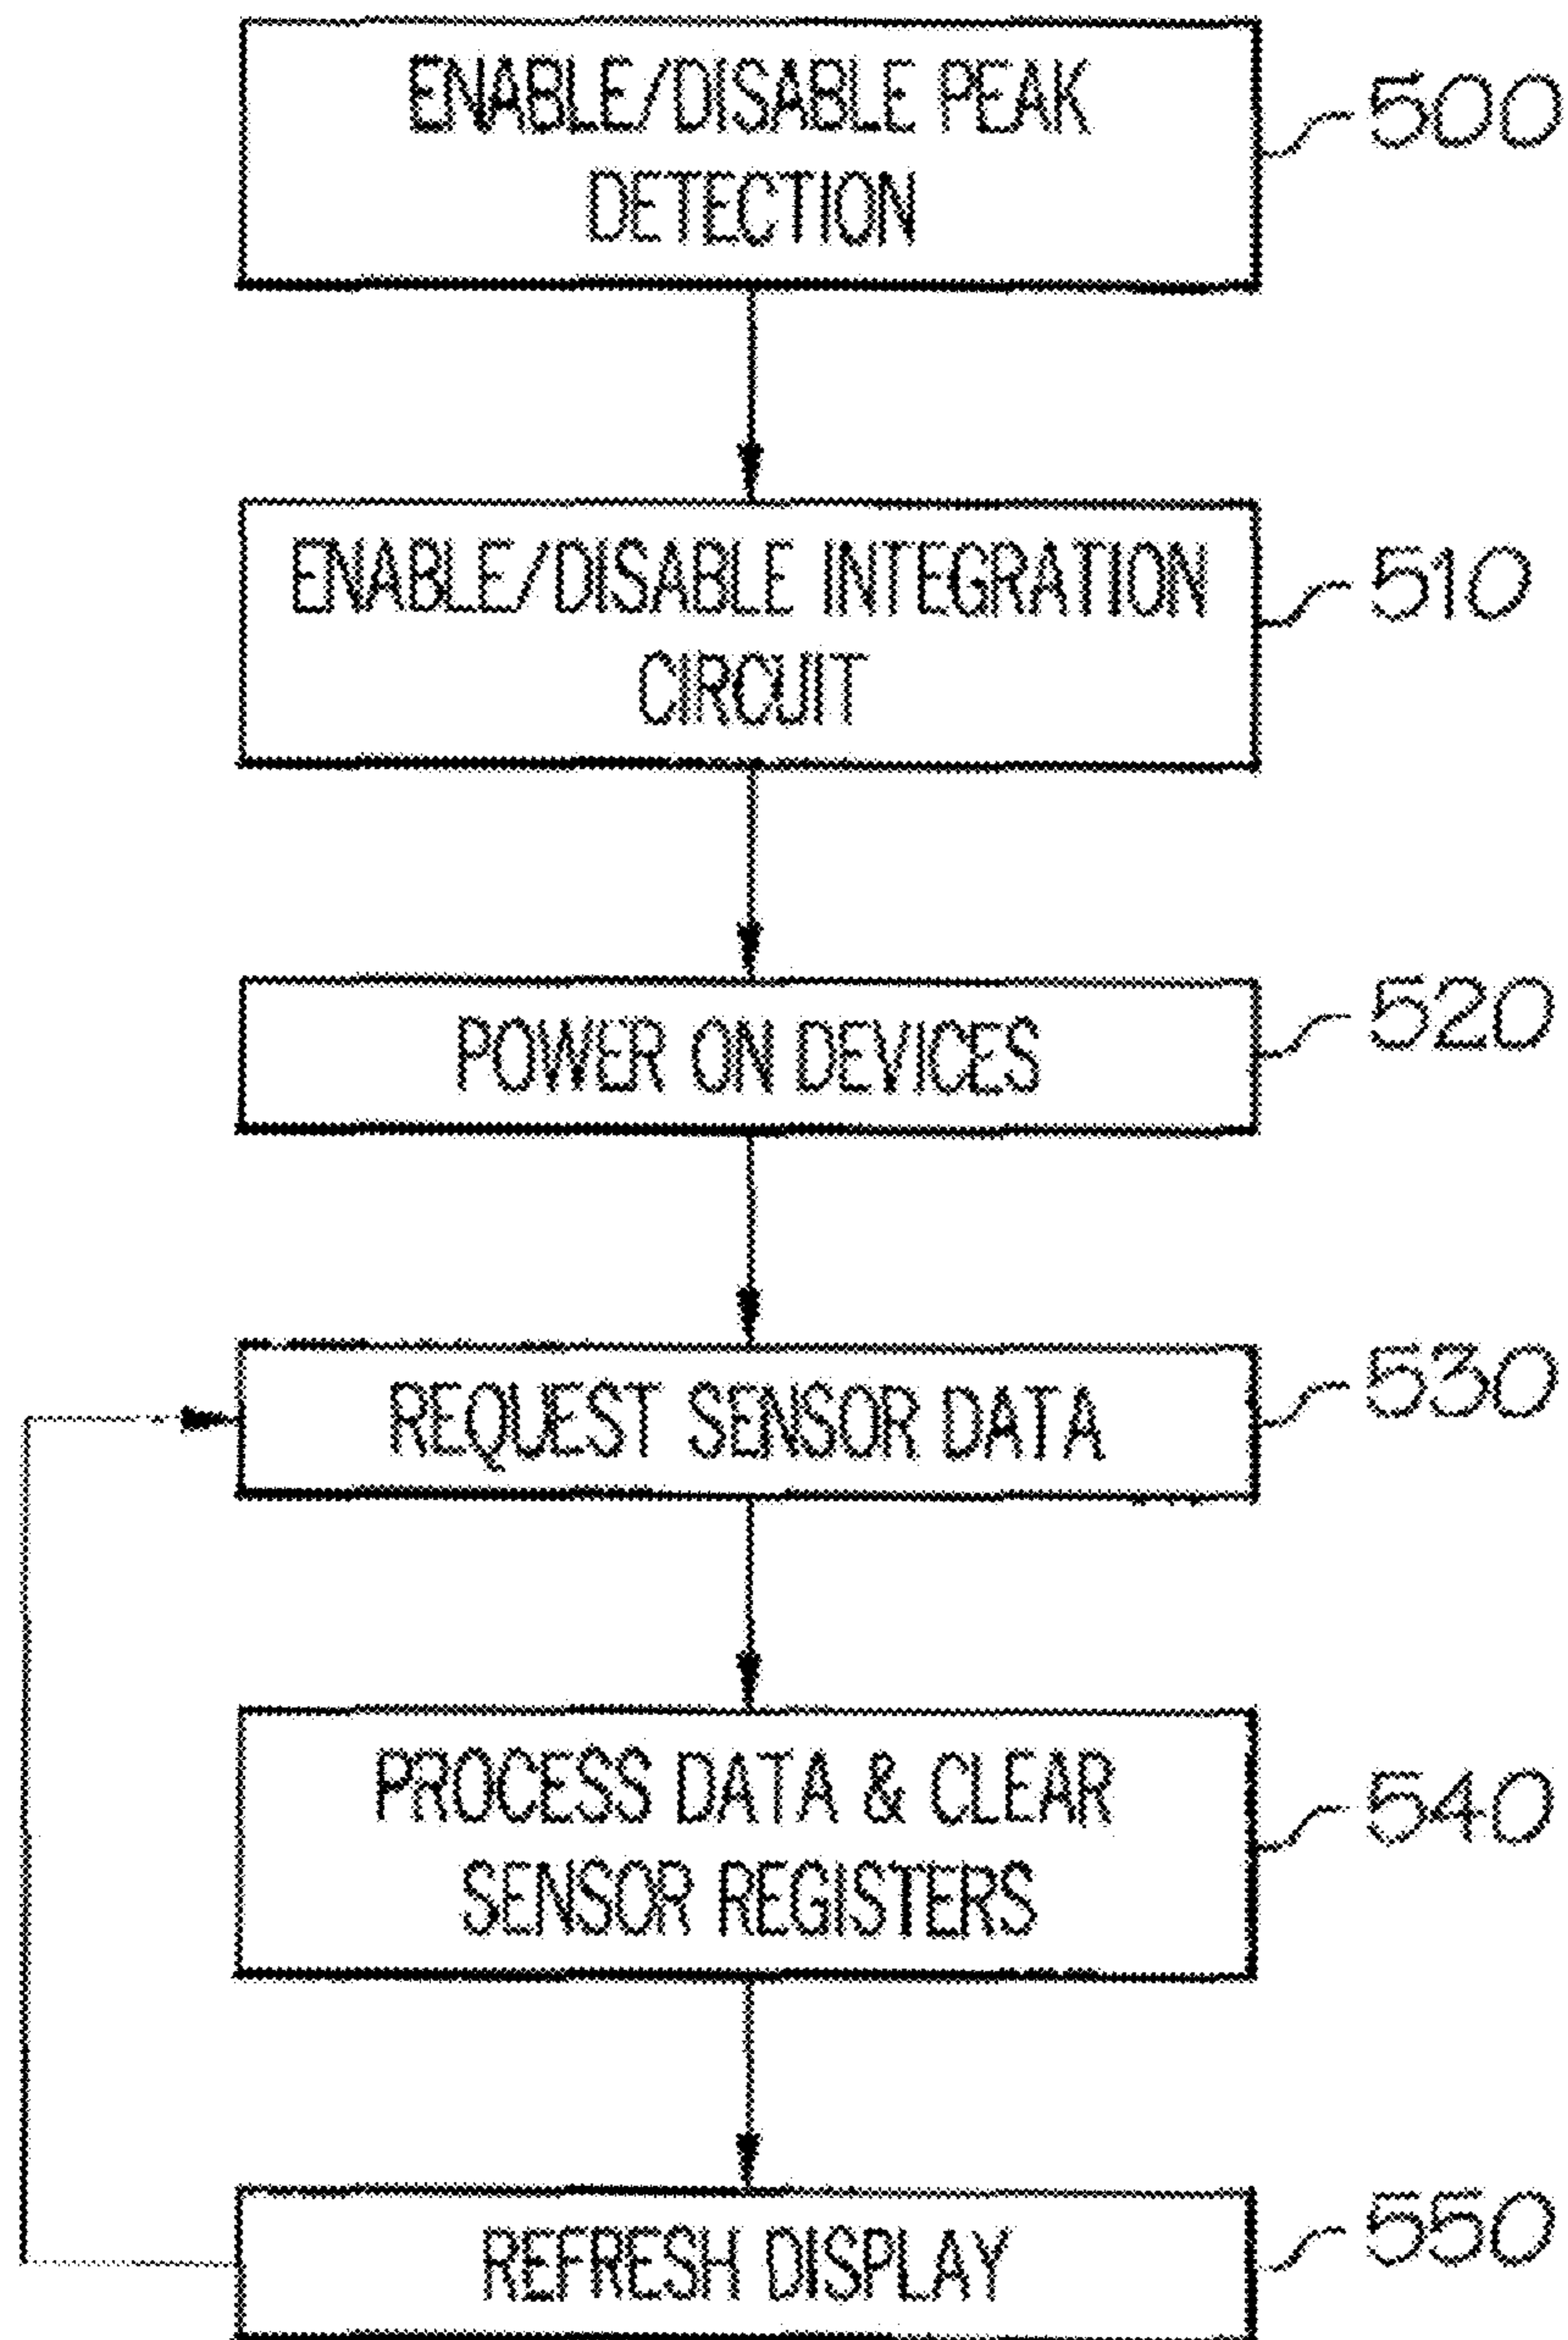 ENABLE/DISABLE PEAK
DETECTION
500
ENABLE/DISABLE INTEGRATION
CIRCUIT
510
POWER ON DEVICES
520
REQUEST SENSOR DATA
530
PROCESS DATA & CLEAR
SENSOR REGISTERS
540
REFRESH DISPLAY
550